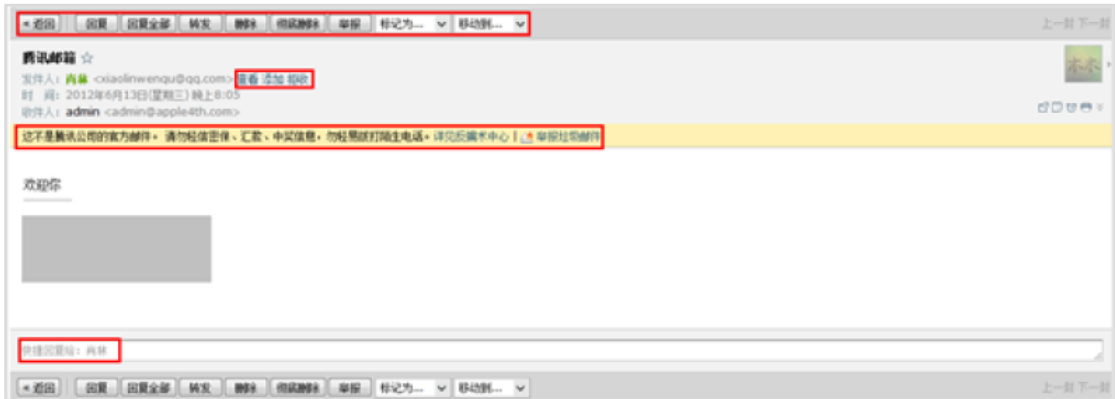 «返回 回复 回复全部 转发 删除 彻底删除 举报 标记为... 移动到... 上一封 下一封
腾讯邮箱 ☆
发件人：肖林 <xiaolinwenqu@qq.com> 查看 添加 拒收
时 间：2012年6月13日(星期三) 晚上8:05
收件人：admin <admin@apple4th.com>
这不是腾讯公司的官方邮件。 请勿轻信密保、汇款、中奖信息，勿轻易拨打陌生电话。 详见反骗术中心 | 举报垃圾邮件
欢迎你
快捷回复给：肖林
«返回 回复 回复全部 转发 删除 彻底删除 举报 标记为... 移动到... 上一封 下一封